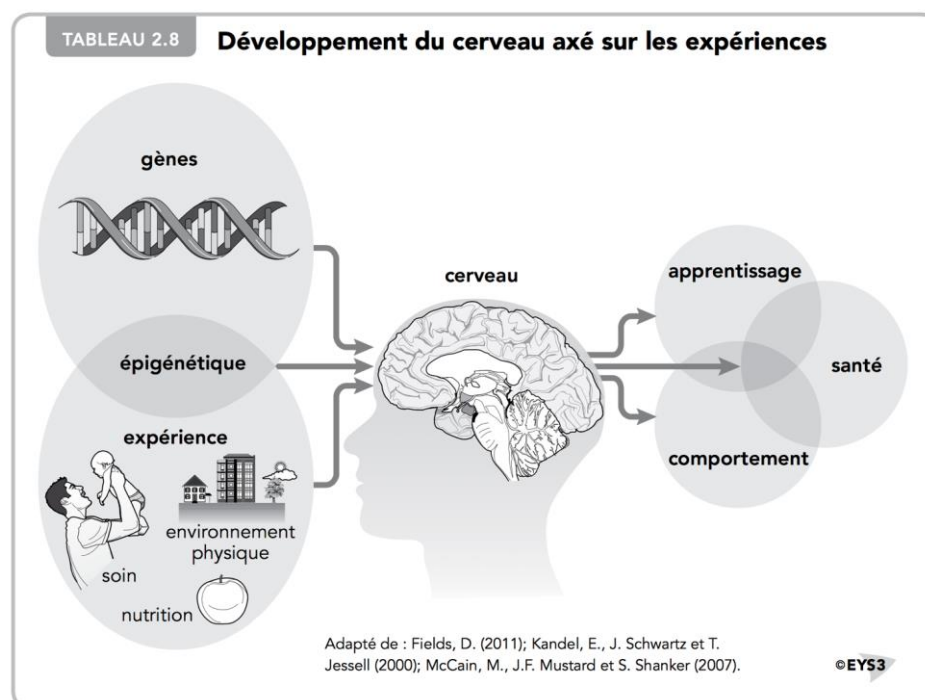 TABLEAU 2.8 Développement du cerveau axé sur les expériences
gènes
épigénétique
expérience
environnement
physique
soin
nutrition
cerveau
apprentissage
santé
comportement
Adapté de : Fields, D. (2011); Kandel, E., J. Schwartz et T.
Jessell (2000); McCain, M., J.F. Mustard et S. Shanker (2007).
©EYS3